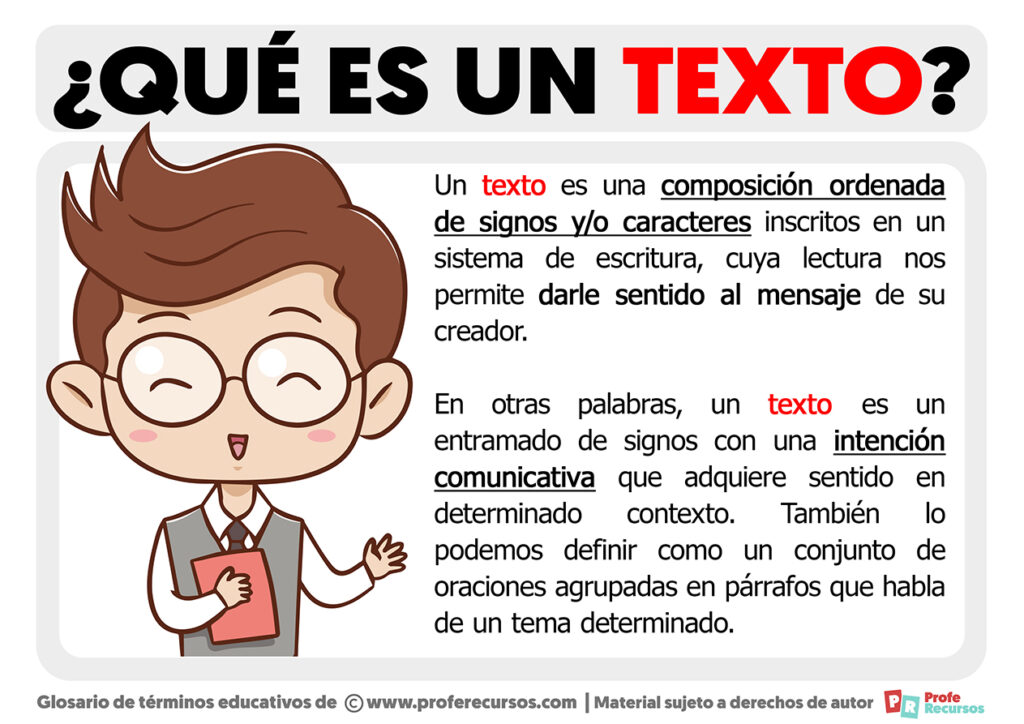 ¿QUÉ ES UN TEXTO?
Un texto es una composición ordenada
de signos y/o caracteres inscritos en un
sistema de escritura, cuya lectura nos
permite darle sentido al mensaje de su
creador.
En otras palabras, un texto es un
entramado de signos con una intención
comunicativa que adquiere sentido en
determinado contexto. También lo
podemos definir como un conjunto de
oraciones agrupadas en párrafos que habla
de un tema determinado.
Glosario de términos educativos de © www.proferecursos.com | Material sujeto a derechos de autor
PR Profe
Recursos